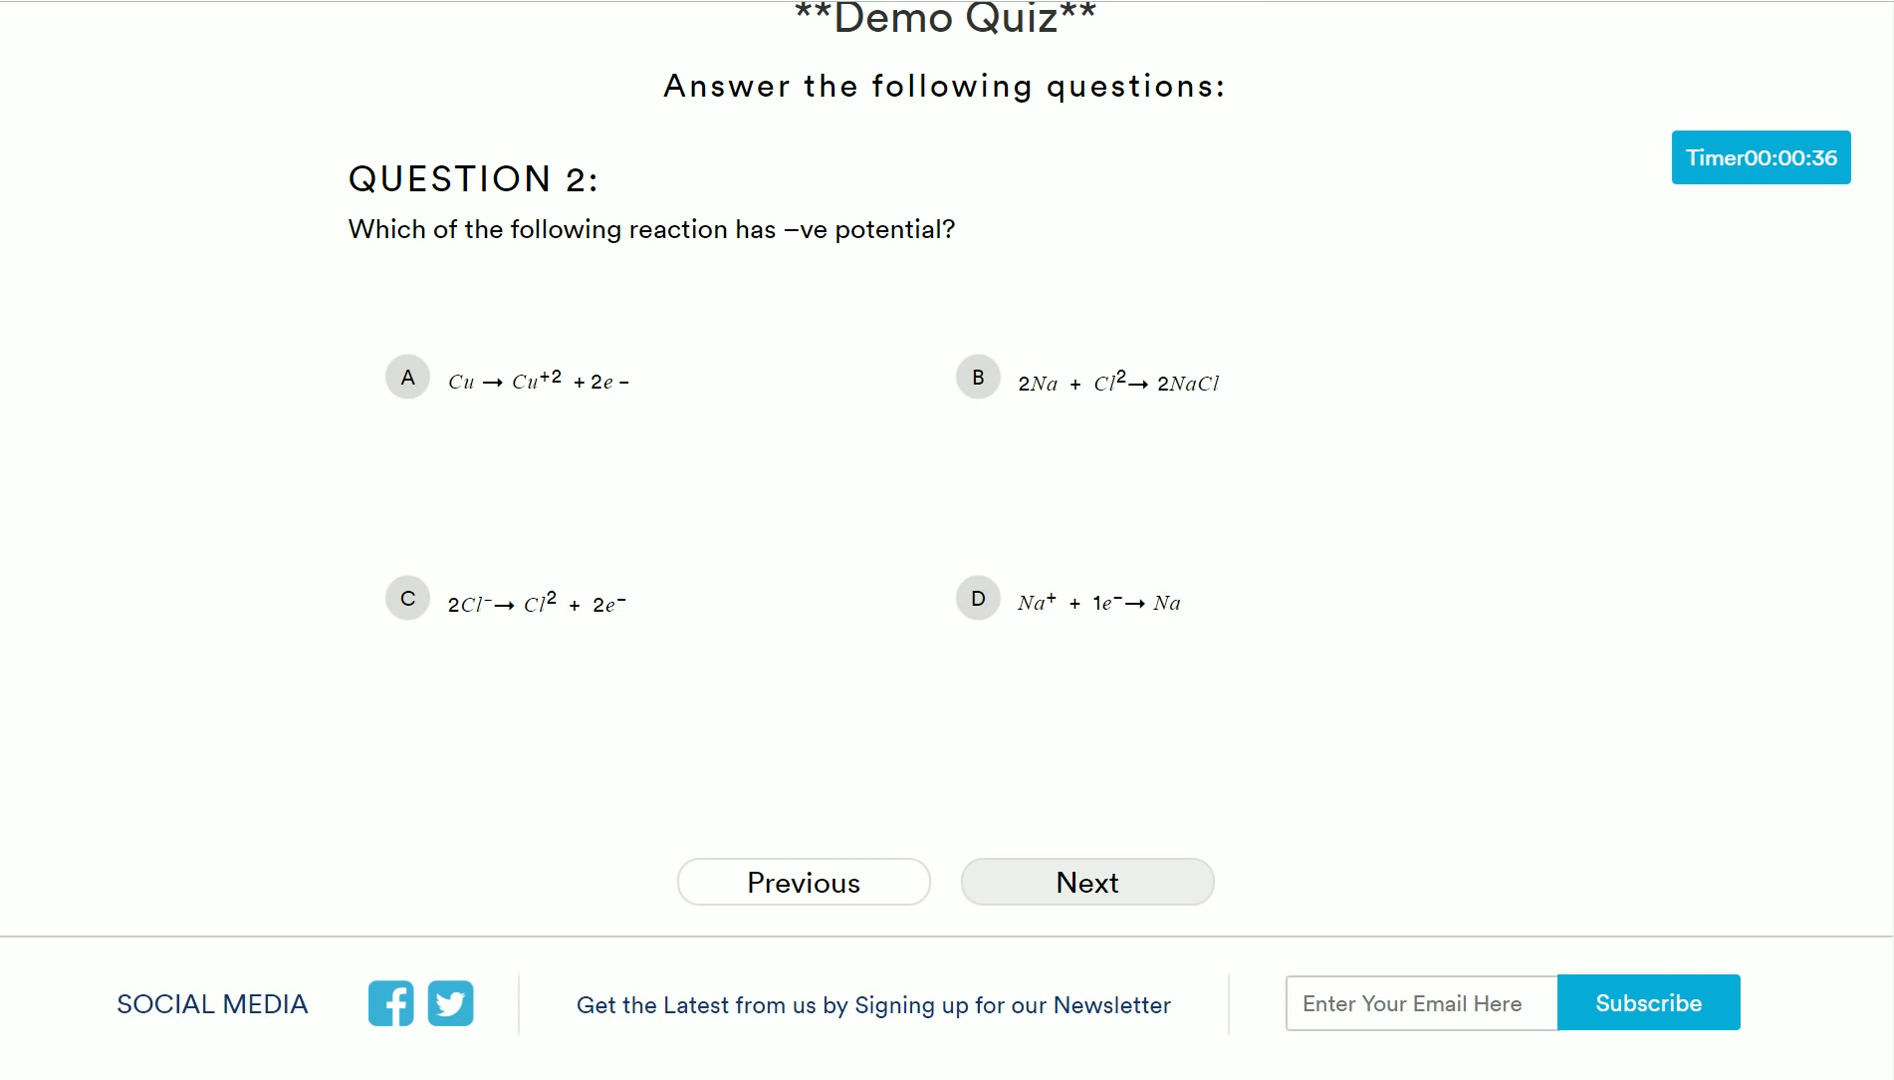 **Demo Quiz**
Answer the following questions:
Timer00:00:36
QUESTION 2:
Which of the following reaction has –ve potential?
A Cu → Cu⁺² + 2e –
B 2Na + Cl²→ 2NaCl
C 2Cl⁻→ Cl² + 2e⁻
D Na⁺ + 1e⁻→ Na
Previous
Next
SOCIAL MEDIA
Get the Latest from us by Signing up for our Newsletter
Enter Your Email Here
Subscribe